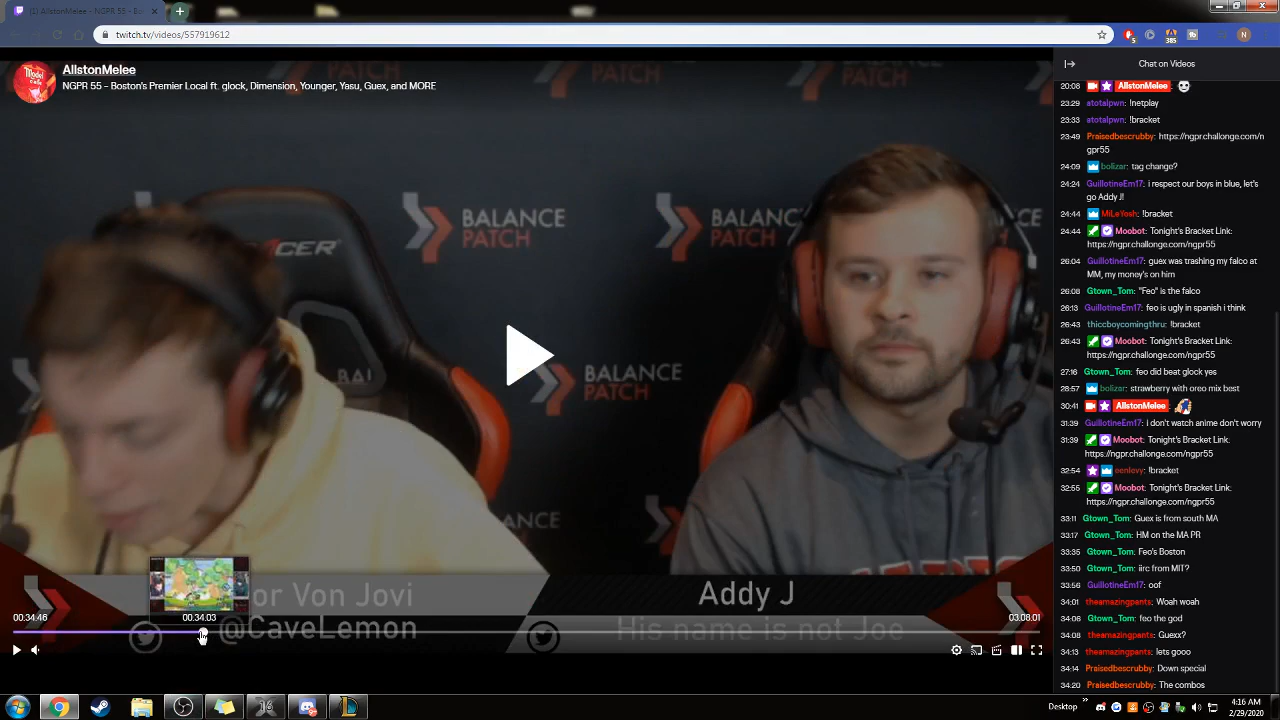 (1) AllstonMelee - NGPR 55 - Bo
twitch.tv/videos/557919612
AllstonMelee
NGPR 55 - Boston's Premier Local ft. glock, Dimension, Younger, Yasu, Guex, and MORE
PATCH
PATCH
PATCH
BALANCE
PATCH
BALANCE
PATCH
ACER
BALANCE
PATCH
or Von Jovi
@CaveLemon
Addy J
His name is not Joe
00:34:46
00:34:03
03:08:01
Chat on Videos
20:08 AllstonMelee:
23:29 atotalpwn: !netplay
23:33 atotalpwn: !bracket
23:49 Praisedbescrubby: https://ngpr.challonge.com/n
gpr55
24:09 bolizar: tag change?
24:24 GuillotineEm17: i respect our boys in blue, let's
go Addy J!
24:44 MiLeYosh: !bracket
24:44 Moobot: Tonight's Bracket Link:
https://ngpr.challonge.com/ngpr55
26:04 GuillotineEm17: guex was trashing my falco at
MM, my money's on him
26:08 Gtown_Tom: "Feo" is the falco
26:13 GuillotineEm17: feo is ugly in spanish i think
26:43 thiccboycomingthru: !bracket
26:43 Moobot: Tonight's Bracket Link:
https://ngpr.challonge.com/ngpr55
27:16 Gtown_Tom: feo did beat glock yes
28:57 bolizar: strawberry with oreo mix best
30:41 AllstonMelee:
31:39 GuillotineEm17: i don't watch anime don't worry
31:39 Moobot: Tonight's Bracket Link:
https://ngpr.challonge.com/ngpr55
32:54 eenlevy: !bracket
32:55 Moobot: Tonight's Bracket Link:
https://ngpr.challonge.com/ngpr55
33:11 Gtown_Tom: Guex is from south MA
33:17 Gtown_Tom: HM on the MA PR
33:35 Gtown_Tom: Feo's Boston
33:50 Gtown_Tom: iirc from MIT?
33:56 GuillotineEm17: oof
34:01 theamazingpants: Woah woah
34:06 Gtown_Tom: feo the god
34:08 theamazingpants: Guexx?
34:13 theamazingpants: lets gooo
34:14 Praisedbescrubby: Down special
34:20 Praisedbescrubby: The combos
Desktop
4:16 AM
2/29/2020